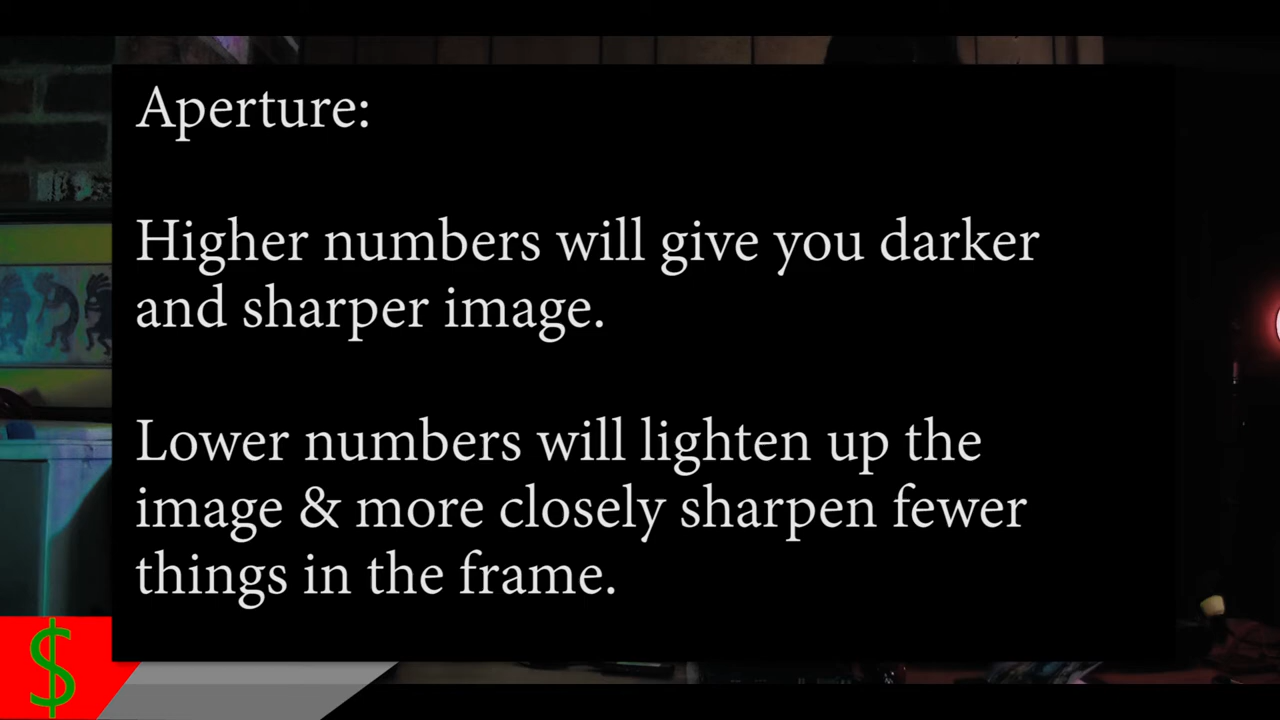 Aperture:
Higher numbers will give you darker
and sharper image.
Lower numbers will lighten up the
image & more closely sharpen fewer
things in the frame.
$